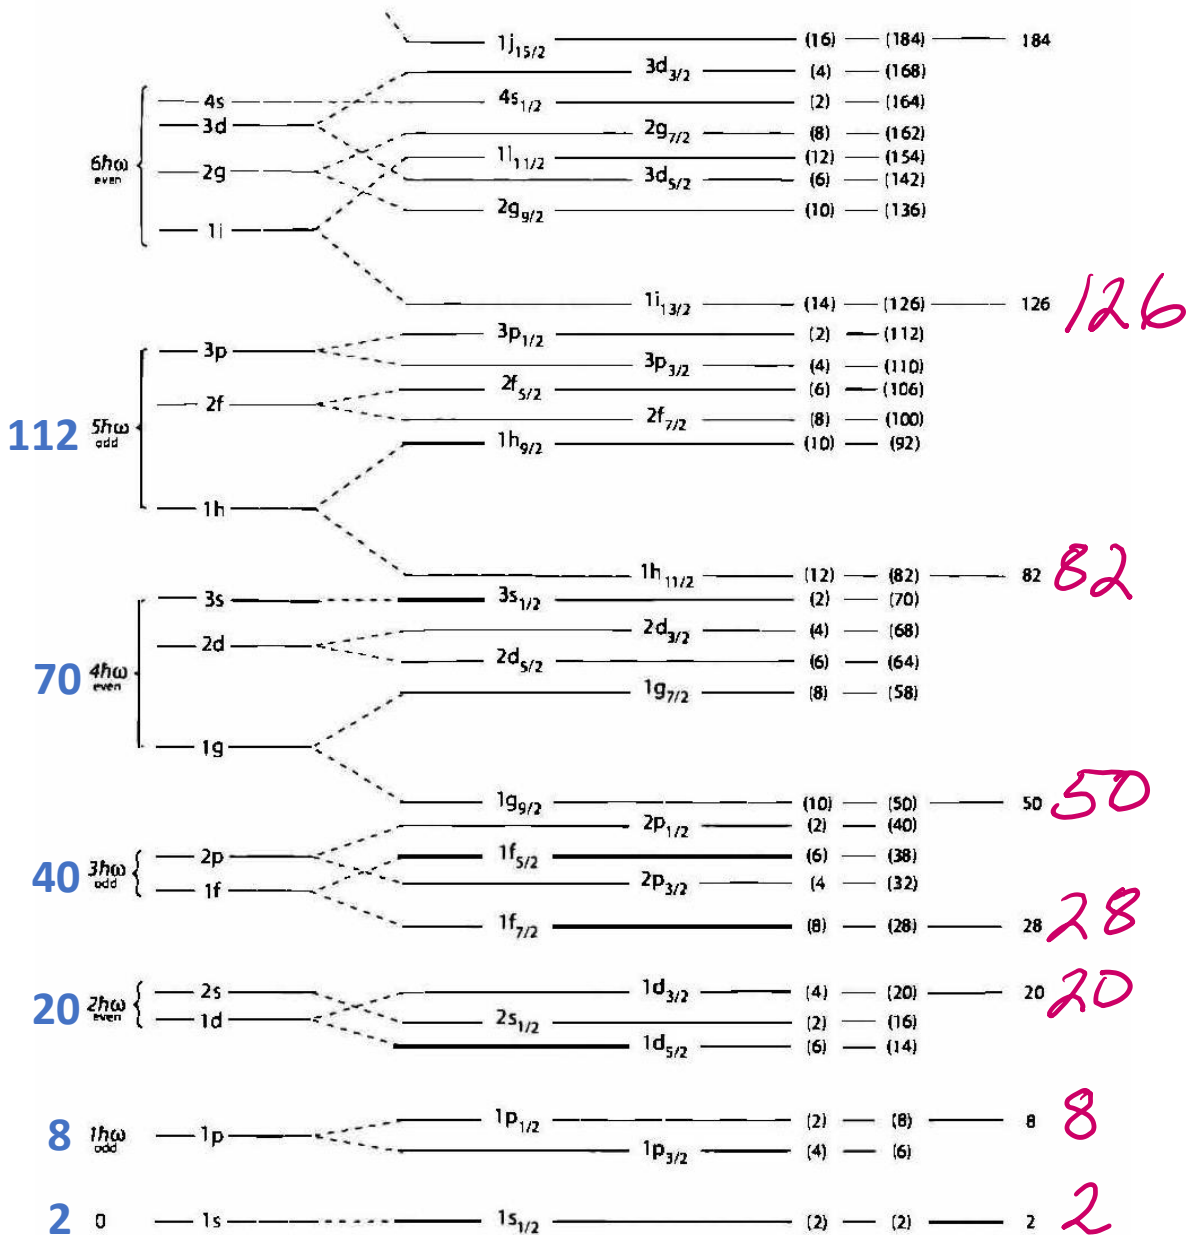 1j15/2 (16) (184) 184
3d3/2 (4) (168)
4s 4s1/2 (2) (164)
3d
2g7/2 (8) (162)
6ħω even 2g 1i11/2 (12) (154)
3d5/2 (6) (142)
2g9/2 (10) (136)
1i
1i13/2 (14) (126) 126 126
3p1/2 (2) (112)
3p 3p3/2 (4) (110)
2f5/2 (6) (106)
2f 2f7/2 (8) (100)
112 5ħω odd 1h9/2 (10) (92)
1h
1h11/2 (12) (82) 82 82
3s 3s1/2 (2) (70)
2d3/2 (4) (68)
2d 2d5/2 (6) (64)
70 4ħω even 1g7/2 (8) (58)
1g
1g9/2 (10) (50) 50 50
2p1/2 (2) (40)
2p 1f5/2 (6) (38)
40 3ħω odd 1f 2p3/2 (4 (32)
1f7/2 (8) (28) 28 28
2s 1d3/2 (4) (20) 20 20
20 2ħω even 1d 2s1/2 (2) (16)
1d5/2 (6) (14)
1p1/2 (2) (8) 8 8
8 1ħω odd 1p 1p3/2 (4) (6)
2 0 1s 1s1/2 (2) (2) 2 2